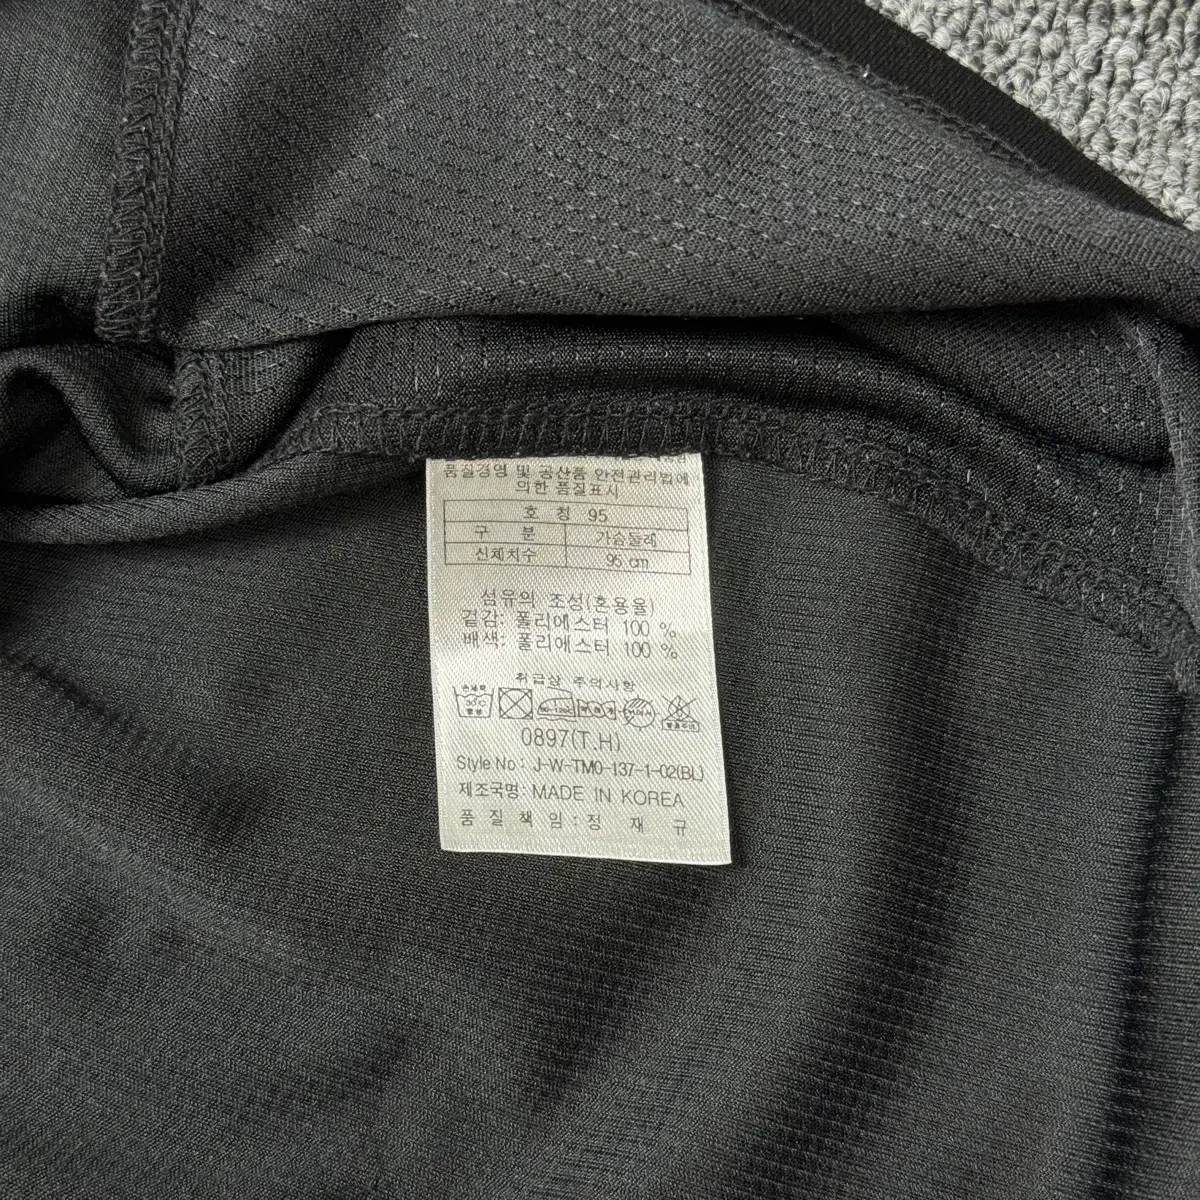 품질경영 및 공산품 안전관리법에
의한 품질표시
호 칭 95
구 분 가슴둘레
신체치수 95 cm
섬유의 조성(혼용율)
겉감: 폴리에스터 100 %
배색: 폴리에스터 100 %
취급상 주의사항
0897(T.H)
Style No: J-W-TM0-137-1-02(BL)
제조국명: MADE IN KOREA
품 질 책 임 : 정 재 규